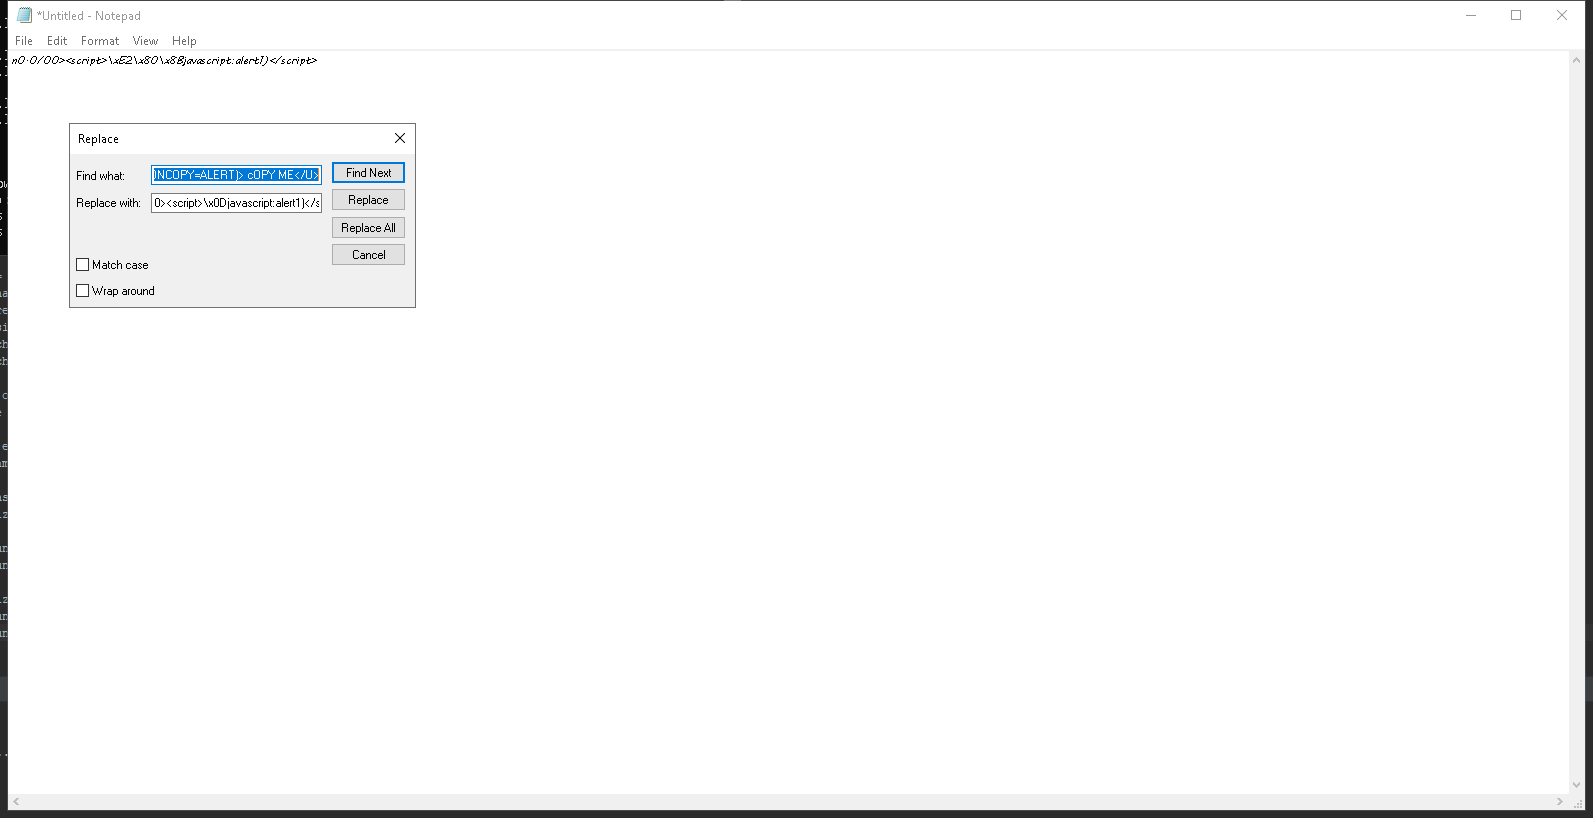 *Untitled - Notepad
File Edit Format View Help
n0·0/00><script>\xE2\x80\x8Bjavascript:alert1)</script>
Replace
Find what: )NCOPY=ALERT)> cOPY ME</U>
Find Next
Replace with: 0><script>\x0Djavascript:alert1)</s
Replace
Replace All
Cancel
Match case
Wrap around